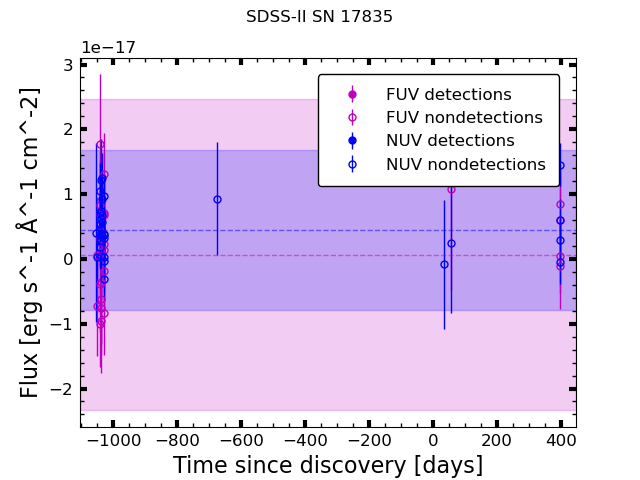 SDSS-II SN 17835
1e−17
Flux [erg s^-1 Å^-1 cm^-2]
3
2
1
0
−1
−2
FUV detections
FUV nondetections
NUV detections
NUV nondetections
−1000 −800 −600 −400 −200 0 200 400
Time since discovery [days]